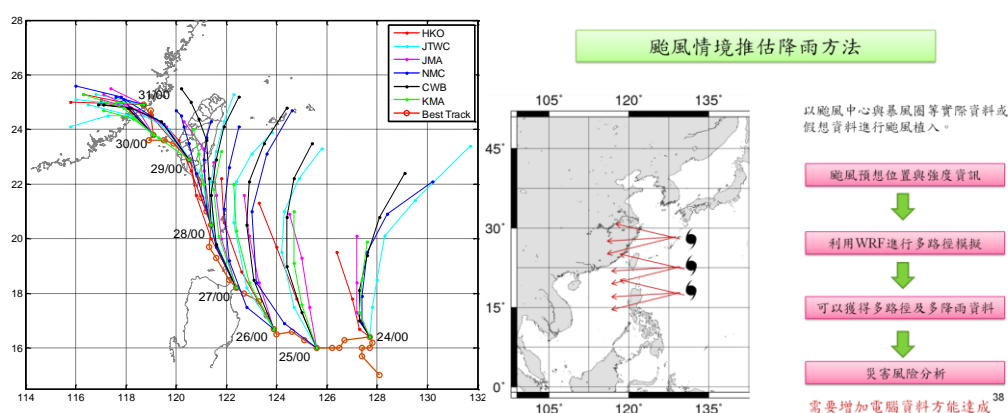 28
26
24
22
20
18
16
14
114
116
118
120
122
124
126
128
130
132
HKO
JTWC
JMA
NMC
CWB
KMA
Best Track
31/00
30/00
29/00
28/00
27/00
26/00
25/00
24/00
颱風情境推估降雨方法
105° 120° 135°
45°
30°
15°
0°
105° 120° 135°
以颱風中心與暴風圈等實際資料或
假想資料進行颱風植入。
颱風預想位置與強度資訊
利用WRF進行多路徑模擬
可以獲得多路徑及多降雨資料
災害風險分析
需要增加電腦資料方能達成
38